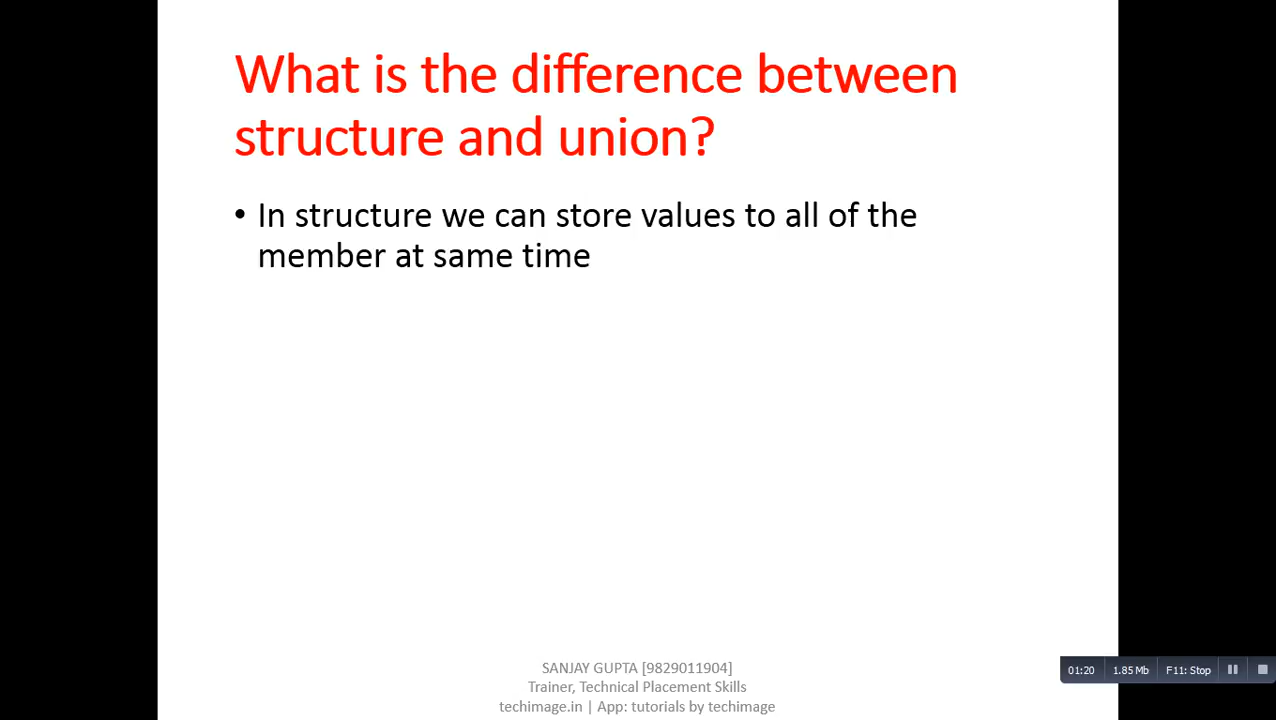 What is the difference between
structure and union?
• In structure we can store values to all of the
member at same time
SANJAY GUPTA [9829011904]
Trainer, Technical Placement Skills
techimage.in | App: tutorials by techimage
01:20 1.85 Mb F11: Stop